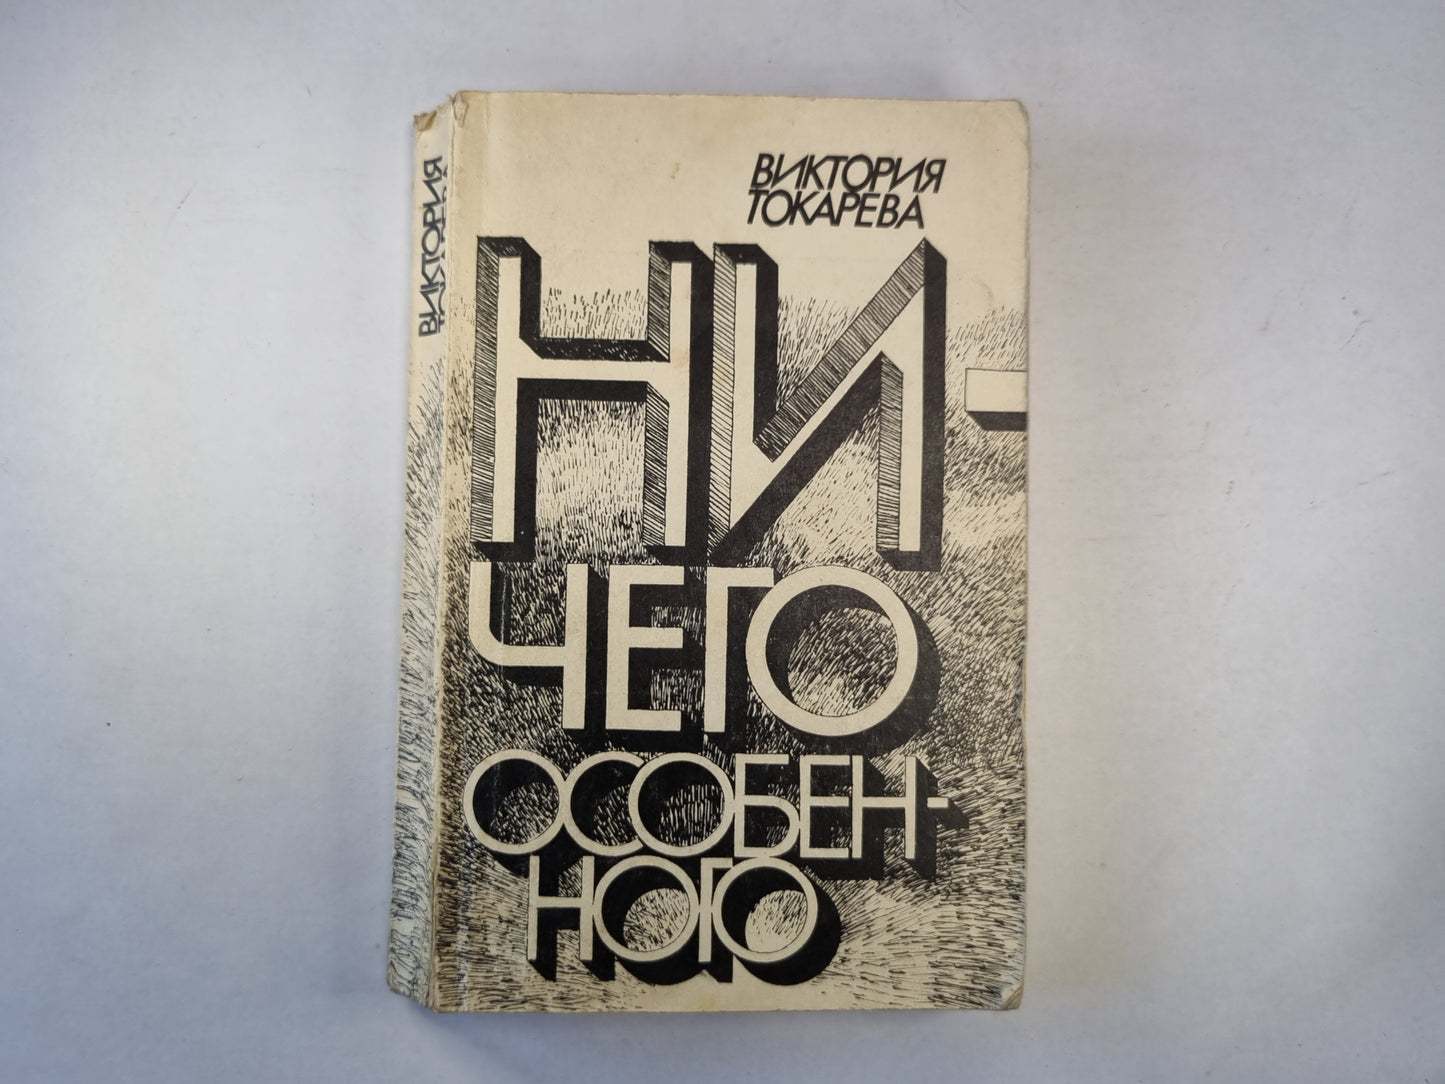 ВИКТОРИЯ
ТОКАРЕВА
НИ-
ЧЕГО
ОСОБЕН-
НОГО
ВИКТОРИЯ